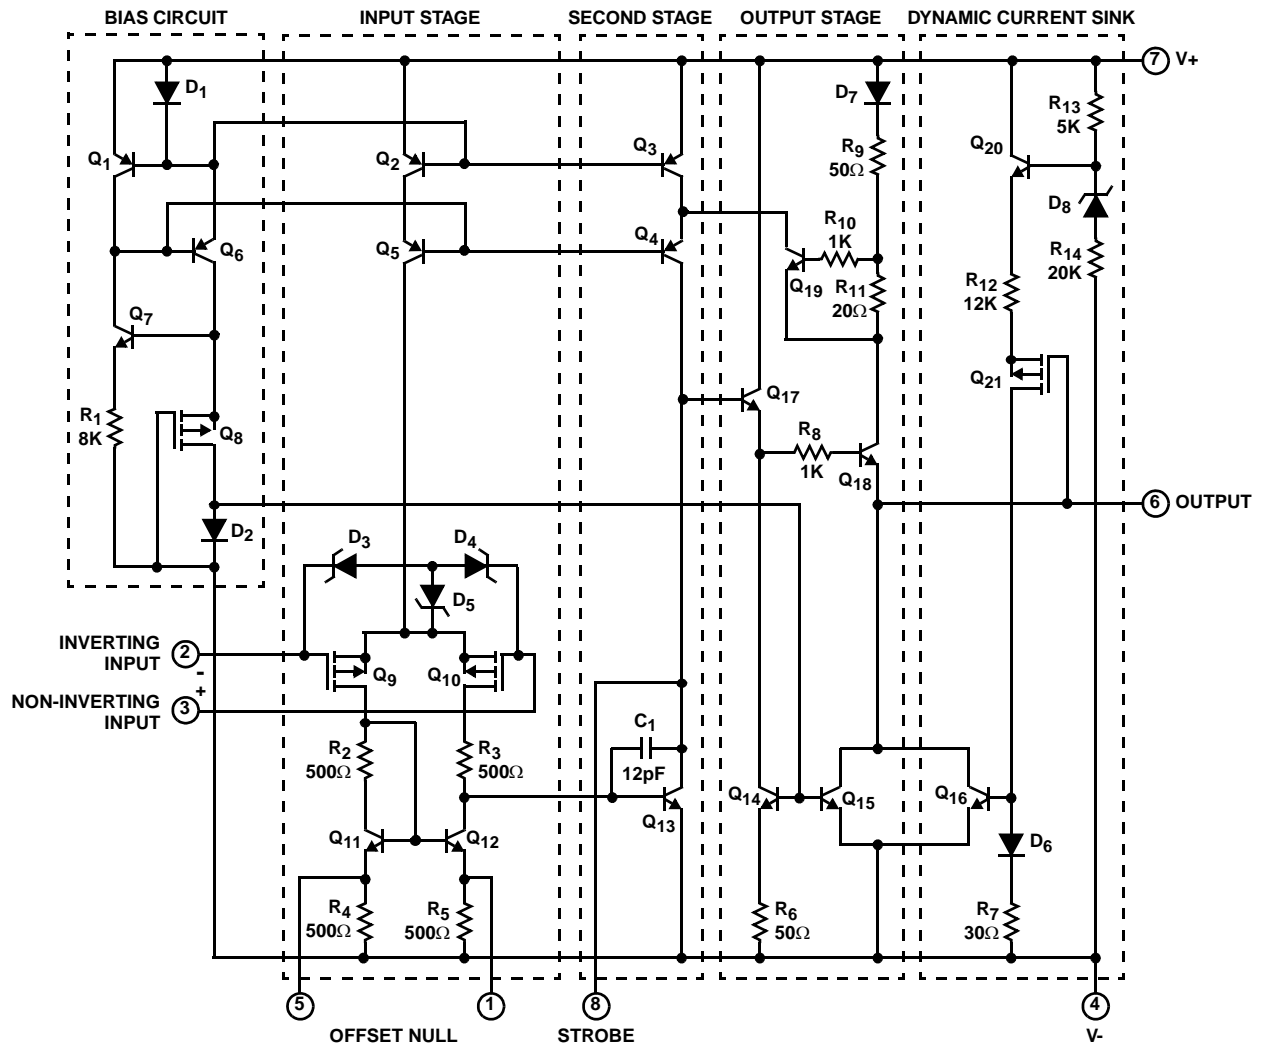 BIAS CIRCUIT
INPUT STAGE
SECOND STAGE
OUTPUT STAGE
DYNAMIC CURRENT SINK
7
V+
D1
D7
R13
5K
Q1
Q2
Q3
R9
50Ω
Q20
D8
Q6
Q5
Q4
R10
1K
R14
20K
Q19
R11
20Ω
R12
12K
Q7
Q21
Q17
R1
8K
Q8
R8
1K
Q18
6
OUTPUT
D2
D3
D4
D5
INVERTING
INPUT
2
-
+
NON-INVERTING
INPUT
3
Q9
Q10
R2
500Ω
R3
500Ω
C1
12pF
Q13
Q14
Q15
Q16
Q11
Q12
D6
R4
500Ω
R5
500Ω
R6
50Ω
R7
30Ω
5
1
8
4
OFFSET NULL
STROBE
V-